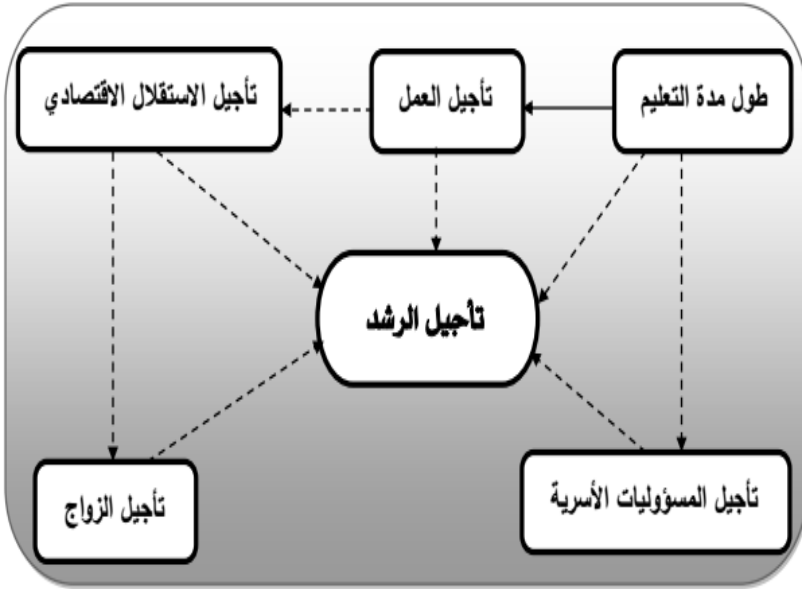 طول مدة التعليم
تأجيل العمل
تأجيل الاستقلال الاقتصادي
تأجيل الرشد
تأجيل المسؤوليات الأسرية
تأجيل الزواج